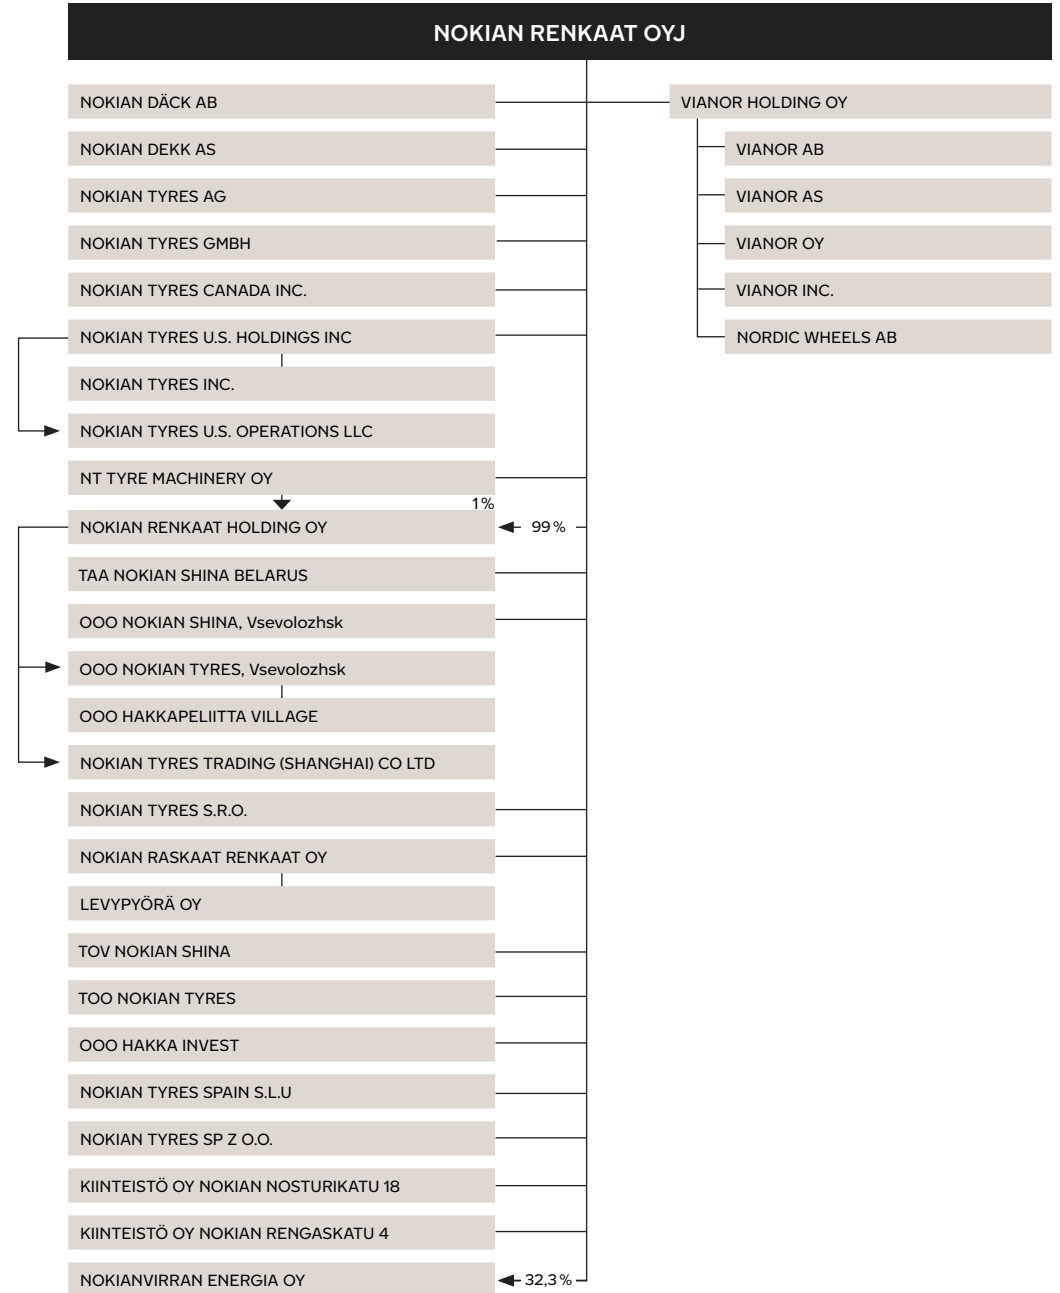 NOKIAN RENKAAT OYJ
NOKIAN DÄCK AB
NOKIAN DEKK AS
NOKIAN TYRES AG
NOKIAN TYRES GMBH
NOKIAN TYRES CANADA INC.
NOKIAN TYRES U.S. HOLDINGS INC
NOKIAN TYRES INC.
NOKIAN TYRES U.S. OPERATIONS LLC
NT TYRE MACHINERY OY
1 %
NOKIAN RENKAAT HOLDING OY
99 %
TAA NOKIAN SHINA BELARUS
OOO NOKIAN SHINA, Vsevolozhsk
OOO NOKIAN TYRES, Vsevolozhsk
OOO HAKKAPELIITTA VILLAGE
NOKIAN TYRES TRADING (SHANGHAI) CO LTD
NOKIAN TYRES S.R.O.
NOKIAN RASKAAT RENKAAT OY
LEVYPYÖRÄ OY
TOV NOKIAN SHINA
TOO NOKIAN TYRES
OOO HAKKA INVEST
NOKIAN TYRES SPAIN S.L.U
NOKIAN TYRES SP Z O.O.
KIINTEISTÖ OY NOKIAN NOSTURIKATU 18
KIINTEISTÖ OY NOKIAN RENGASKATU 4
NOKIANVIRRAN ENERGIA OY
32,3 %
VIANOR HOLDING OY
VIANOR AB
VIANOR AS
VIANOR OY
VIANOR INC.
NORDIC WHEELS AB